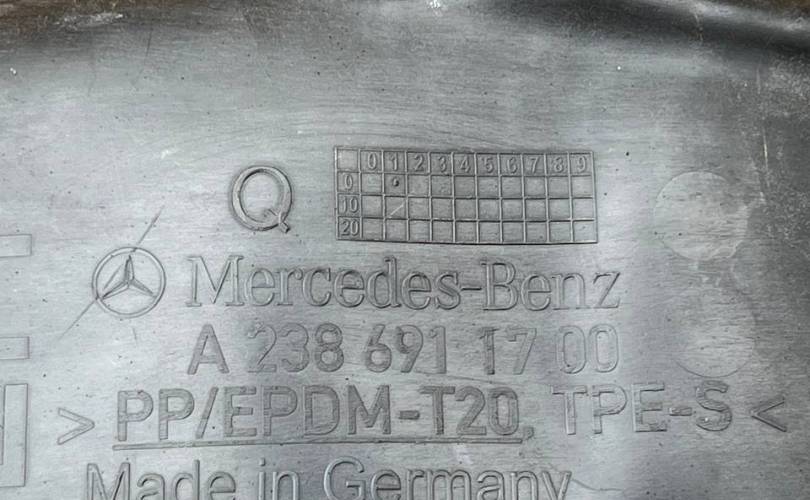 0 1 2 3 4 5 6 7 8 9
0
10
20
Q
Mercedes-Benz
A 238 691 17 00
>PP/EPDM-T20, TPE-S<
Made in Germany